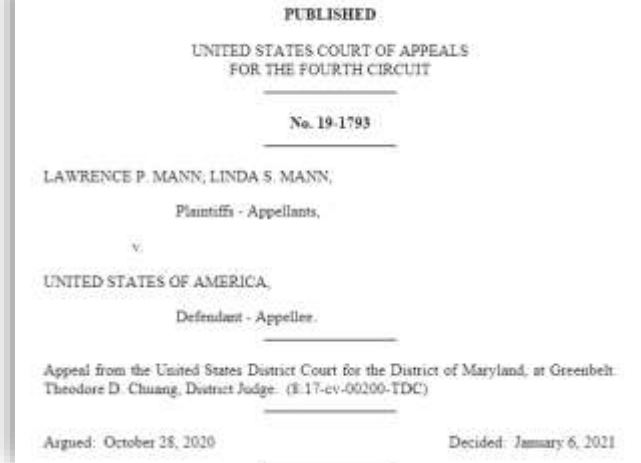 PUBLISHED
UNITED STATES COURT OF APPEALS
FOR THE FOURTH CIRCUIT
No. 19-1793
LAWRENCE P. MANN; LINDA S. MANN,
Plaintiffs - Appellants,
v.
UNITED STATES OF AMERICA,
Defendant - Appellee.
Appeal from the United States District Court for the District of Maryland, at Greenbelt.
Theodore D. Chuang, District Judge. (8:17-cv-00200-TDC)
Argued: October 28, 2020 Decided: January 6, 2021